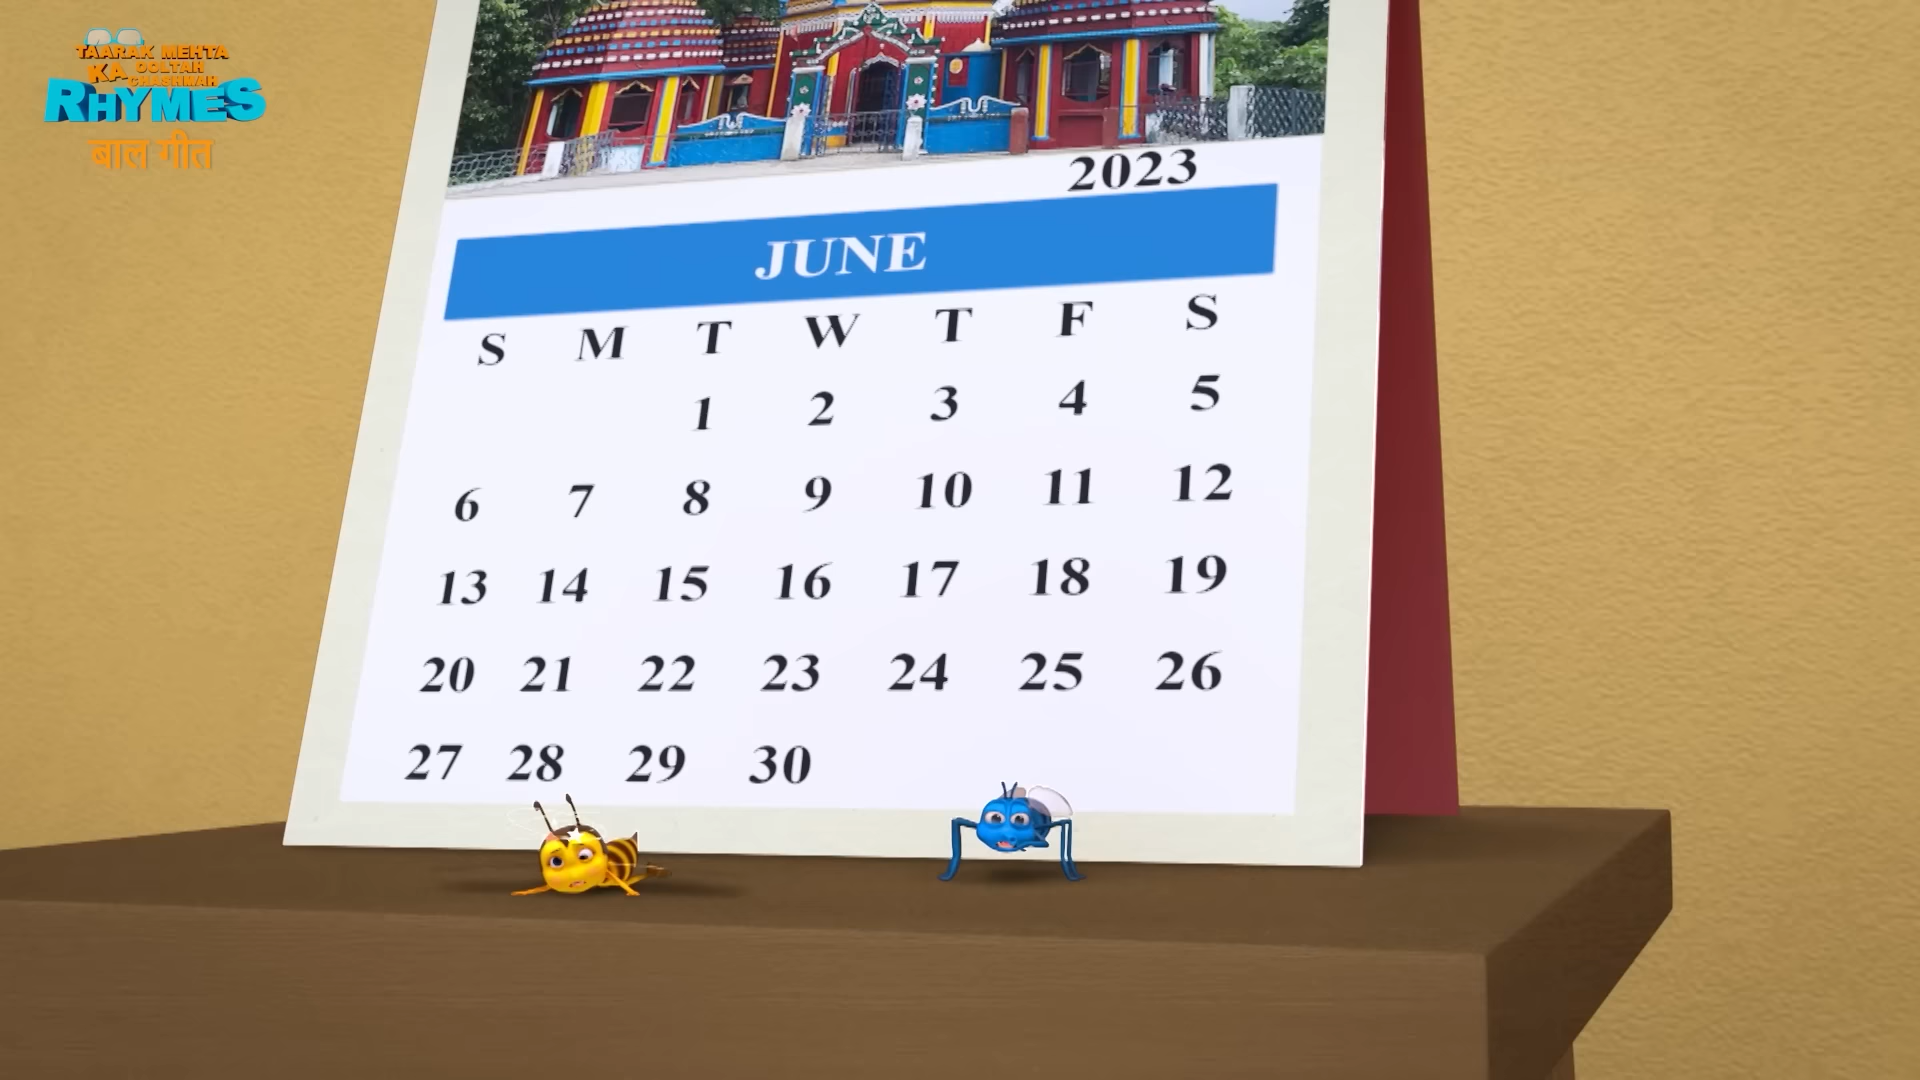 TAARAK MEHTA
KA OOLTAH
CHASHMAH
RHYMES
बाल गीत
2023
JUNE
S M T W T F S
1 2 3 4 5
6 7 8 9 10 11 12
13 14 15 16 17 18 19
20 21 22 23 24 25 26
27 28 29 30